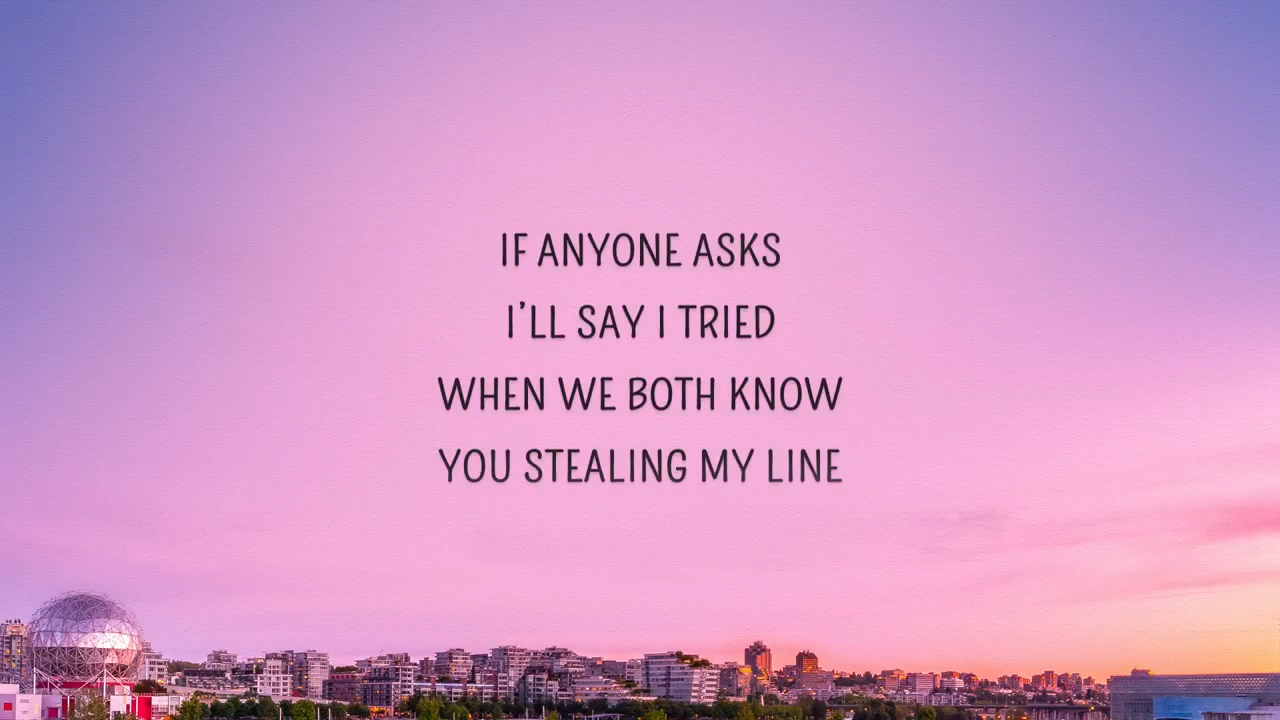 IF ANYONE ASKS
I'LL SAY I TRIED
WHEN WE BOTH KNOW
YOU STEALING MY LINE